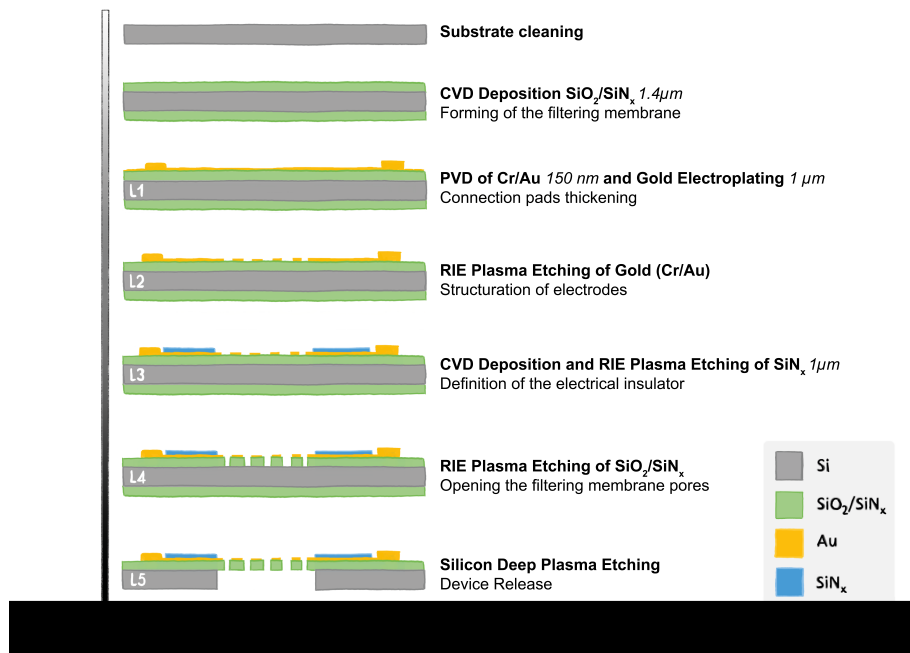 Substrate cleaning
CVD Deposition SiO₂/SiNₓ 1.4µm
Forming of the filtering membrane
L1
PVD of Cr/Au 150 nm and Gold Electroplating 1 µm
Connection pads thickening
L2
RIE Plasma Etching of Gold (Cr/Au)
Structuration of electrodes
L3
CVD Deposition and RIE Plasma Etching of SiNₓ 1µm
Definition of the electrical insulator
L4
RIE Plasma Etching of SiO₂/SiNₓ
Opening the filtering membrane pores
L5
Silicon Deep Plasma Etching
Device Release
Si
SiO₂/SiNₓ
Au
SiNₓ